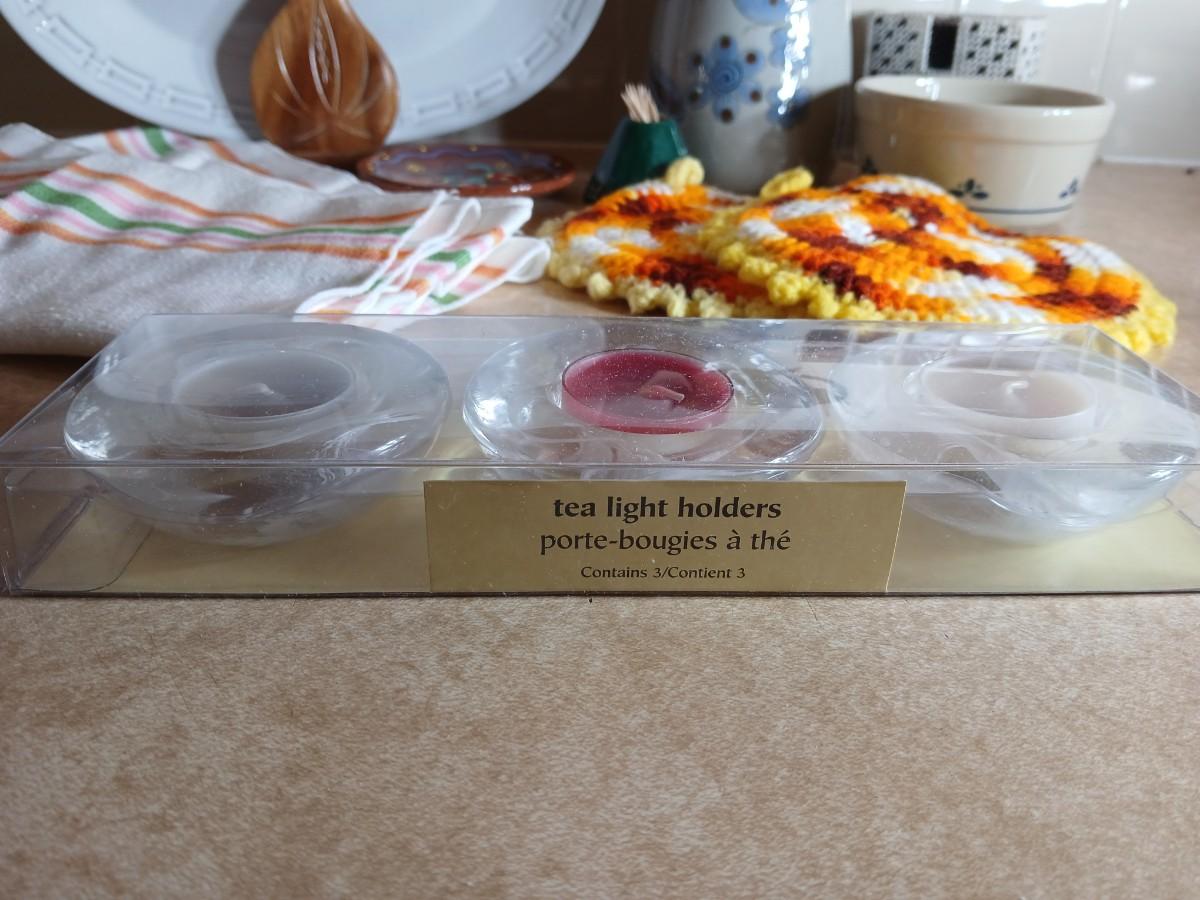 tea light holders
porte-bougies à thé
Contains 3/Contient 3